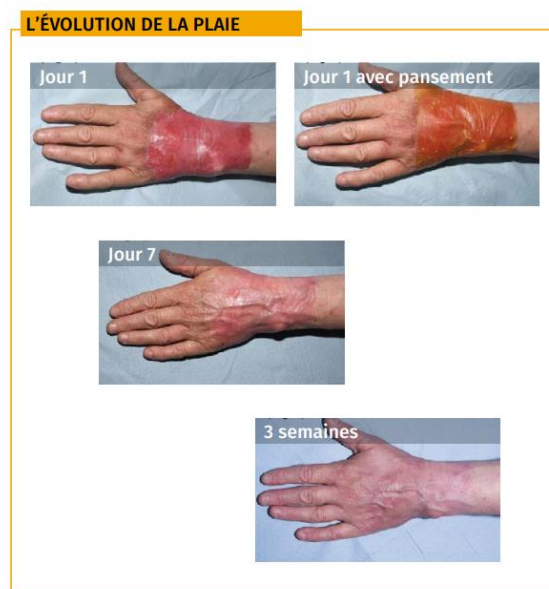 L'ÉVOLUTION DE LA PLAIE
Jour 1
Jour 1 avec pansement
Jour 7
3 semaines